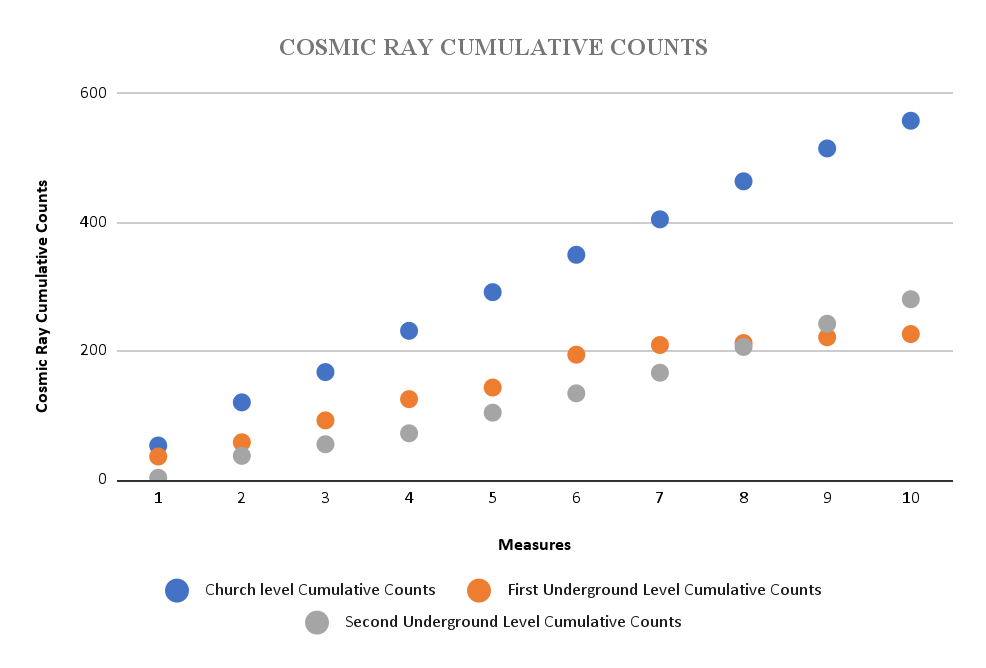 COSMIC RAY CUMULATIVE COUNTS
Cosmic Ray Cumulative Counts
600
400
200
0
1 2 3 4 5 6 7 8 9 10
Measures
Church level Cumulative Counts First Underground Level Cumulative Counts
Second Underground Level Cumulative Counts